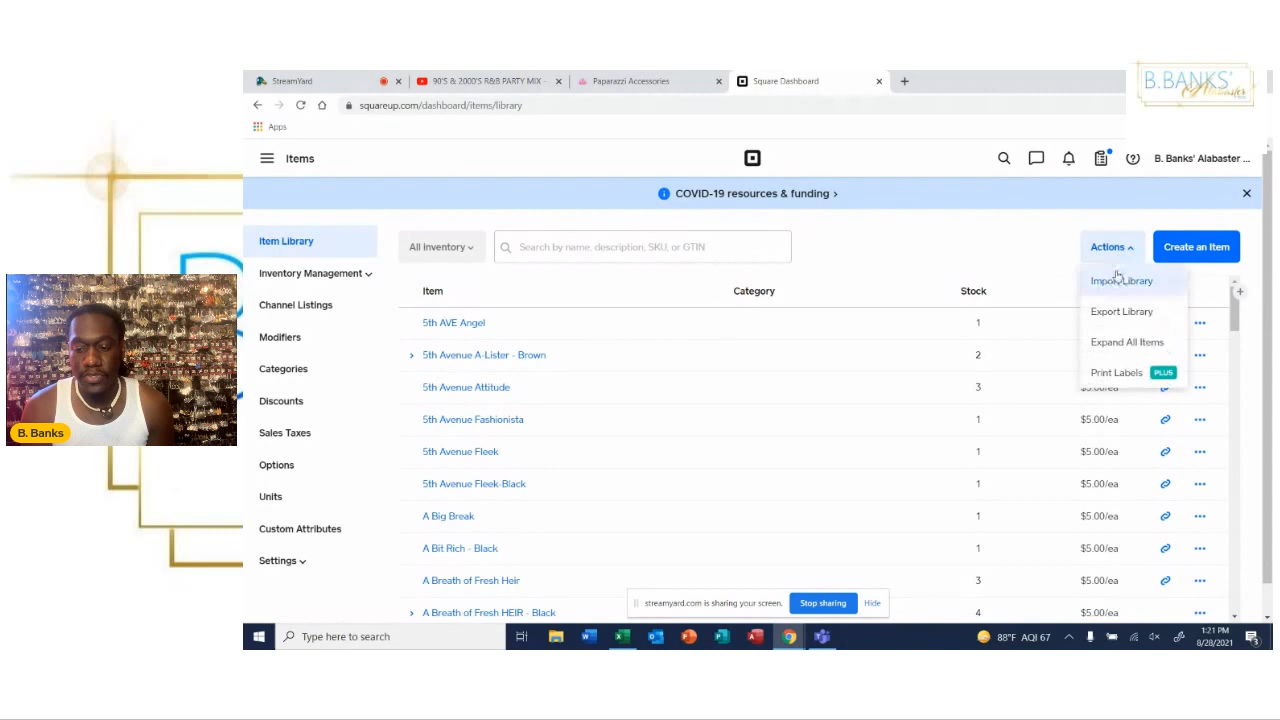 StreamYard
90'S & 2000'S R&B PARTY MIX -
Paparazzi Accessories
Square Dashboard
B.BANKS'
Alabaster
squareup.com/dashboard/items/library
Apps
Items
B. Banks' Alabaster ...
COVID-19 resources & funding >
Item Library
All Inventory
Search by name, description, SKU, or GTIN
Actions
Create an Item
Inventory Management
Import Library
Item
Category
Stock
Channel Listings
Export Library
5th AVE Angel
1
Modifiers
Expand All Items
5th Avenue A-Lister - Brown
2
Categories
Print Labels
PLUS
5th Avenue Attitude
3
$5.00/ea
Discounts
5th Avenue Fashionista
1
$5.00/ea
Sales Taxes
B. Banks
5th Avenue Fleek
1
$5.00/ea
Options
5th Avenue Fleek-Black
1
$5.00/ea
Units
A Big Break
1
$5.00/ea
Custom Attributes
A Bit Rich - Black
1
$5.00/ea
Settings
A Breath of Fresh Heir
3
$5.00/ea
A Breath of Fresh HEIR - Black
4
streamyard.com is sharing your screen.
Stop sharing
Hide
Type here to search
88°F AQI 67
1:21 PM
8/28/2021